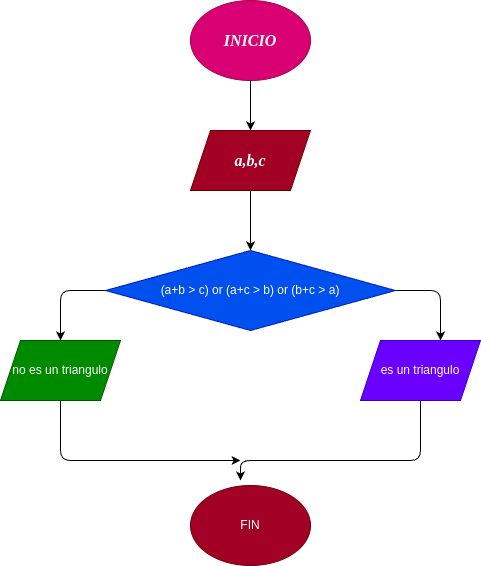 INICIO
a,b,c
(a+b > c) or (a+c > b) or (b+c > a)
no es un triangulo
es un triangulo
FIN